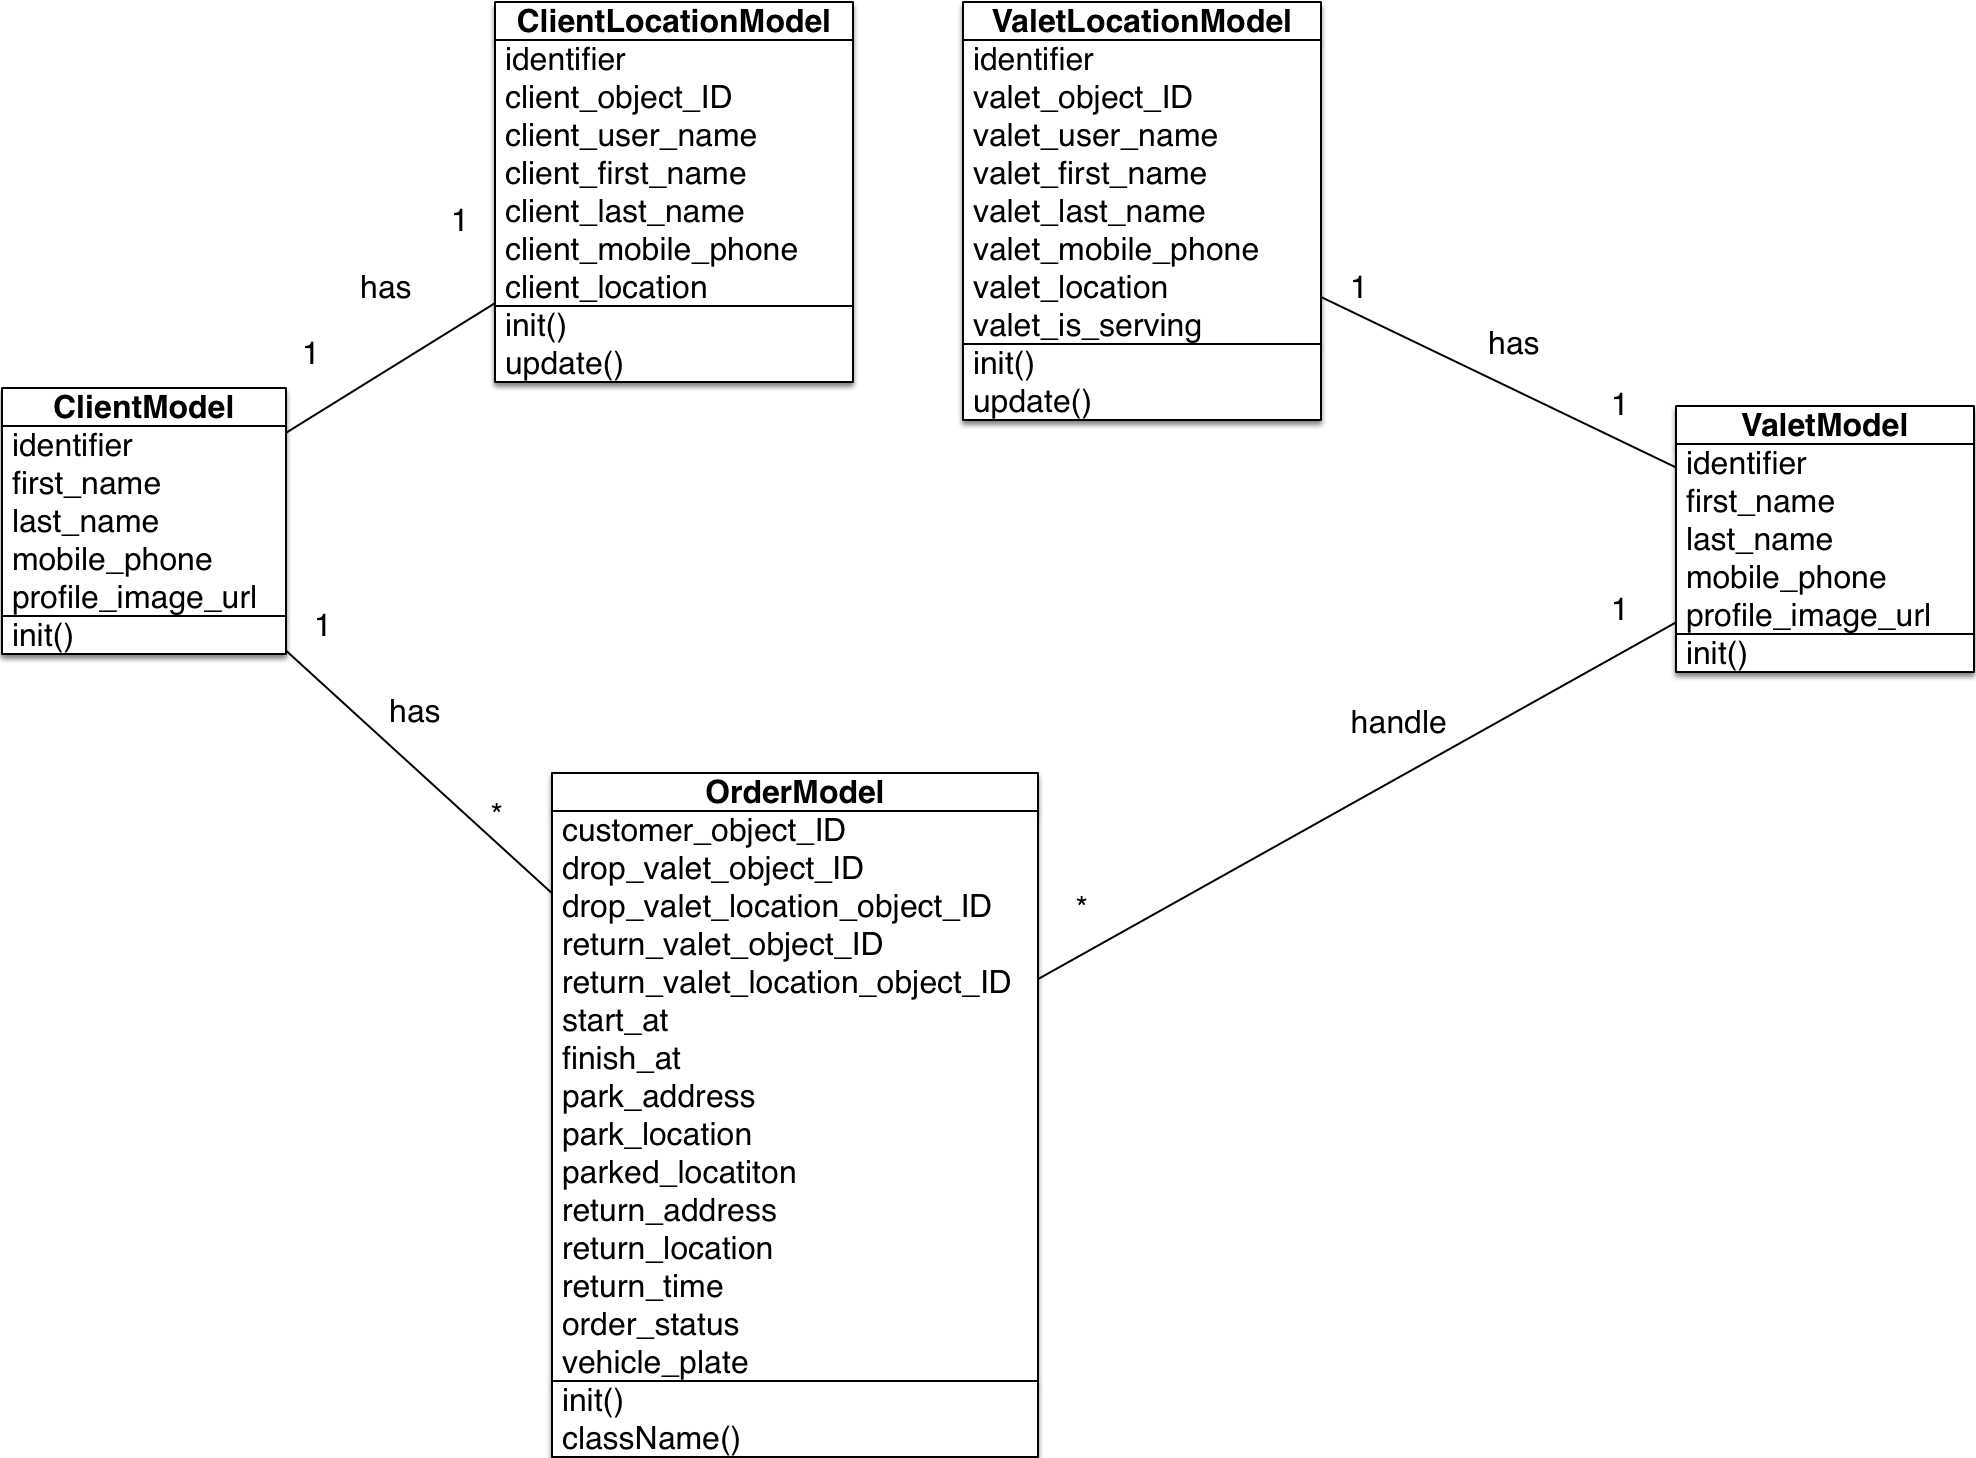 ClientLocationModel
identifier
client_object_ID
client_user_name
client_first_name
client_last_name
client_mobile_phone
client_location
init()
update()
ValetLocationModel
identifier
valet_object_ID
valet_user_name
valet_first_name
valet_last_name
valet_mobile_phone
valet_location
valet_is_serving
init()
update()
1
has
1
1
has
1
ClientModel
identifier
first_name
last_name
mobile_phone
profile_image_url
init()
ValetModel
identifier
first_name
last_name
mobile_phone
profile_image_url
init()
1
has
*
1
handle
*
OrderModel
customer_object_ID
drop_valet_object_ID
drop_valet_location_object_ID
return_valet_object_ID
return_valet_location_object_ID
start_at
finish_at
park_address
park_location
parked_locatiton
return_address
return_location
return_time
order_status
vehicle_plate
init()
className()